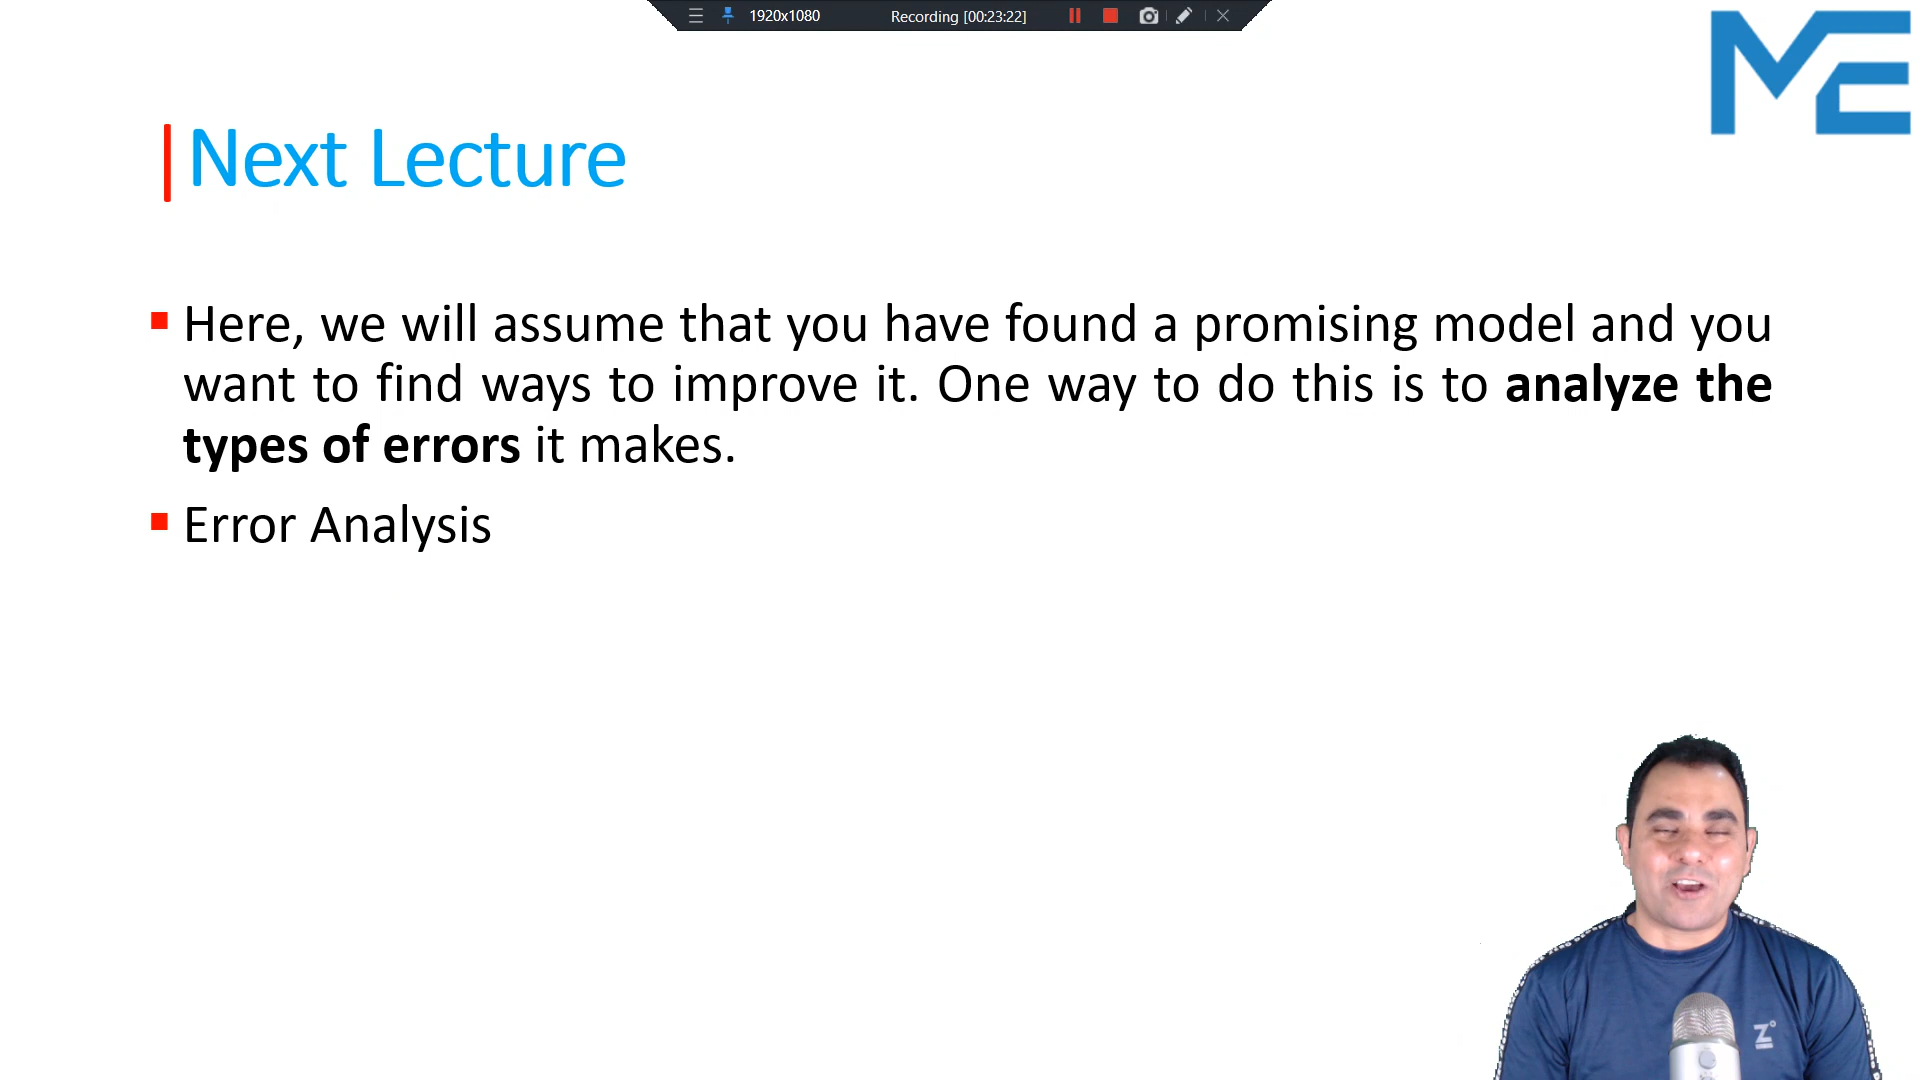 1920x1080 Recording [00:23:22]
ME
Next Lecture
Here, we will assume that you have found a promising model and you
want to find ways to improve it. One way to do this is to analyze the
types of errors it makes.
Error Analysis
Z